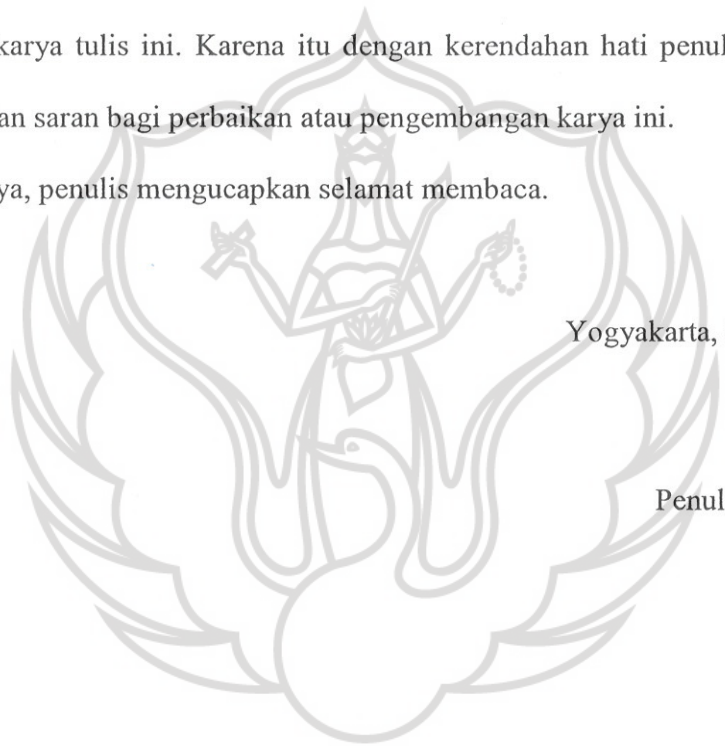 karya tulis ini. Karena itu dengan kerendahan hati penul
an saran bagi perbaikan atau pengembangan karya ini.
ya, penulis mengucapkan selamat membaca.
Yogyakarta,
Penul